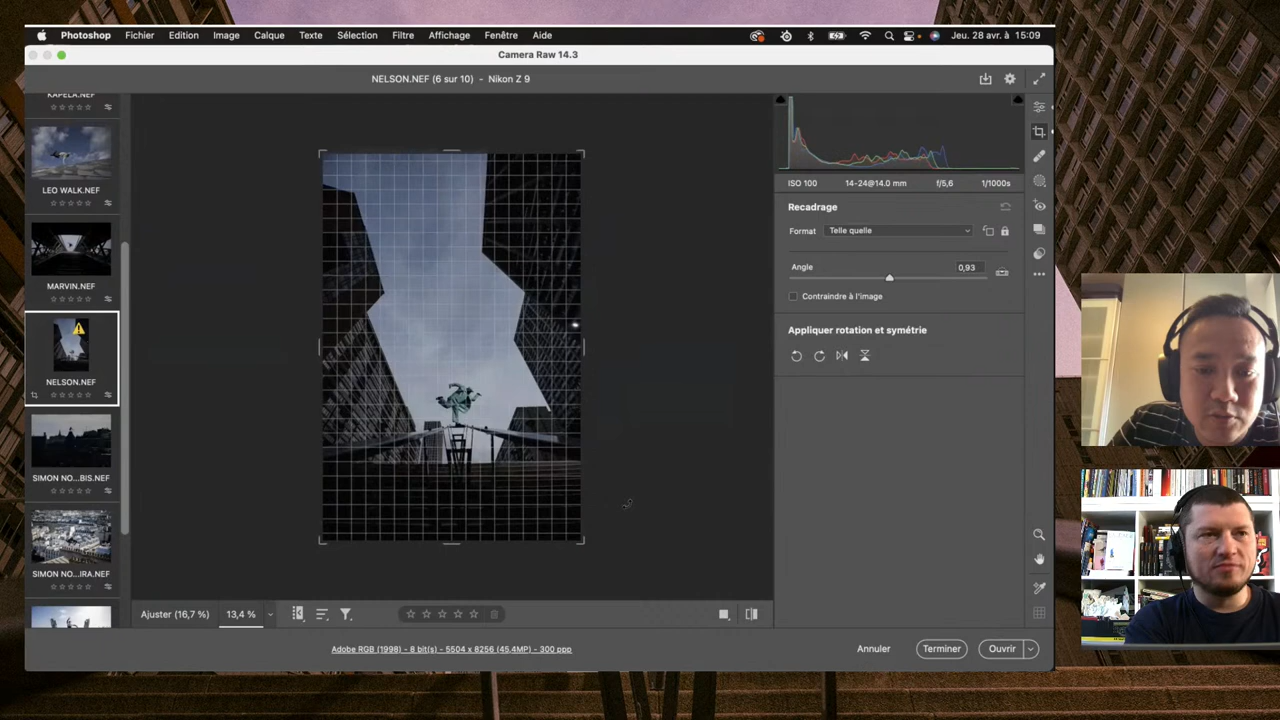 Photoshop Fichier Edition Image Calque Texte Sélection Filtre Affichage Fenêtre Aide Jeu. 28 avr. à 15:09
Camera Raw 14.3
NELSON.NEF (6 sur 10) - Nikon Z 9
KAPELA.NEF
LEO WALK.NEF
MARVIN.NEF
NELSON.NEF
SIMON NO...BIS.NEF
SIMON NO...IRA.NEF
ISO 100 14-24@14.0 mm f/5,6 1/1000s
Recadrage
Format Telle quelle
Angle 0,93
Contraindre à l'image
Appliquer rotation et symétrie
Ajuster (16,7 %) 13,4 %
Adobe RGB (1998) - 8 bit(s) - 5504 x 8256 (45,4MP) - 300 ppp
Annuler Terminer Ouvrir